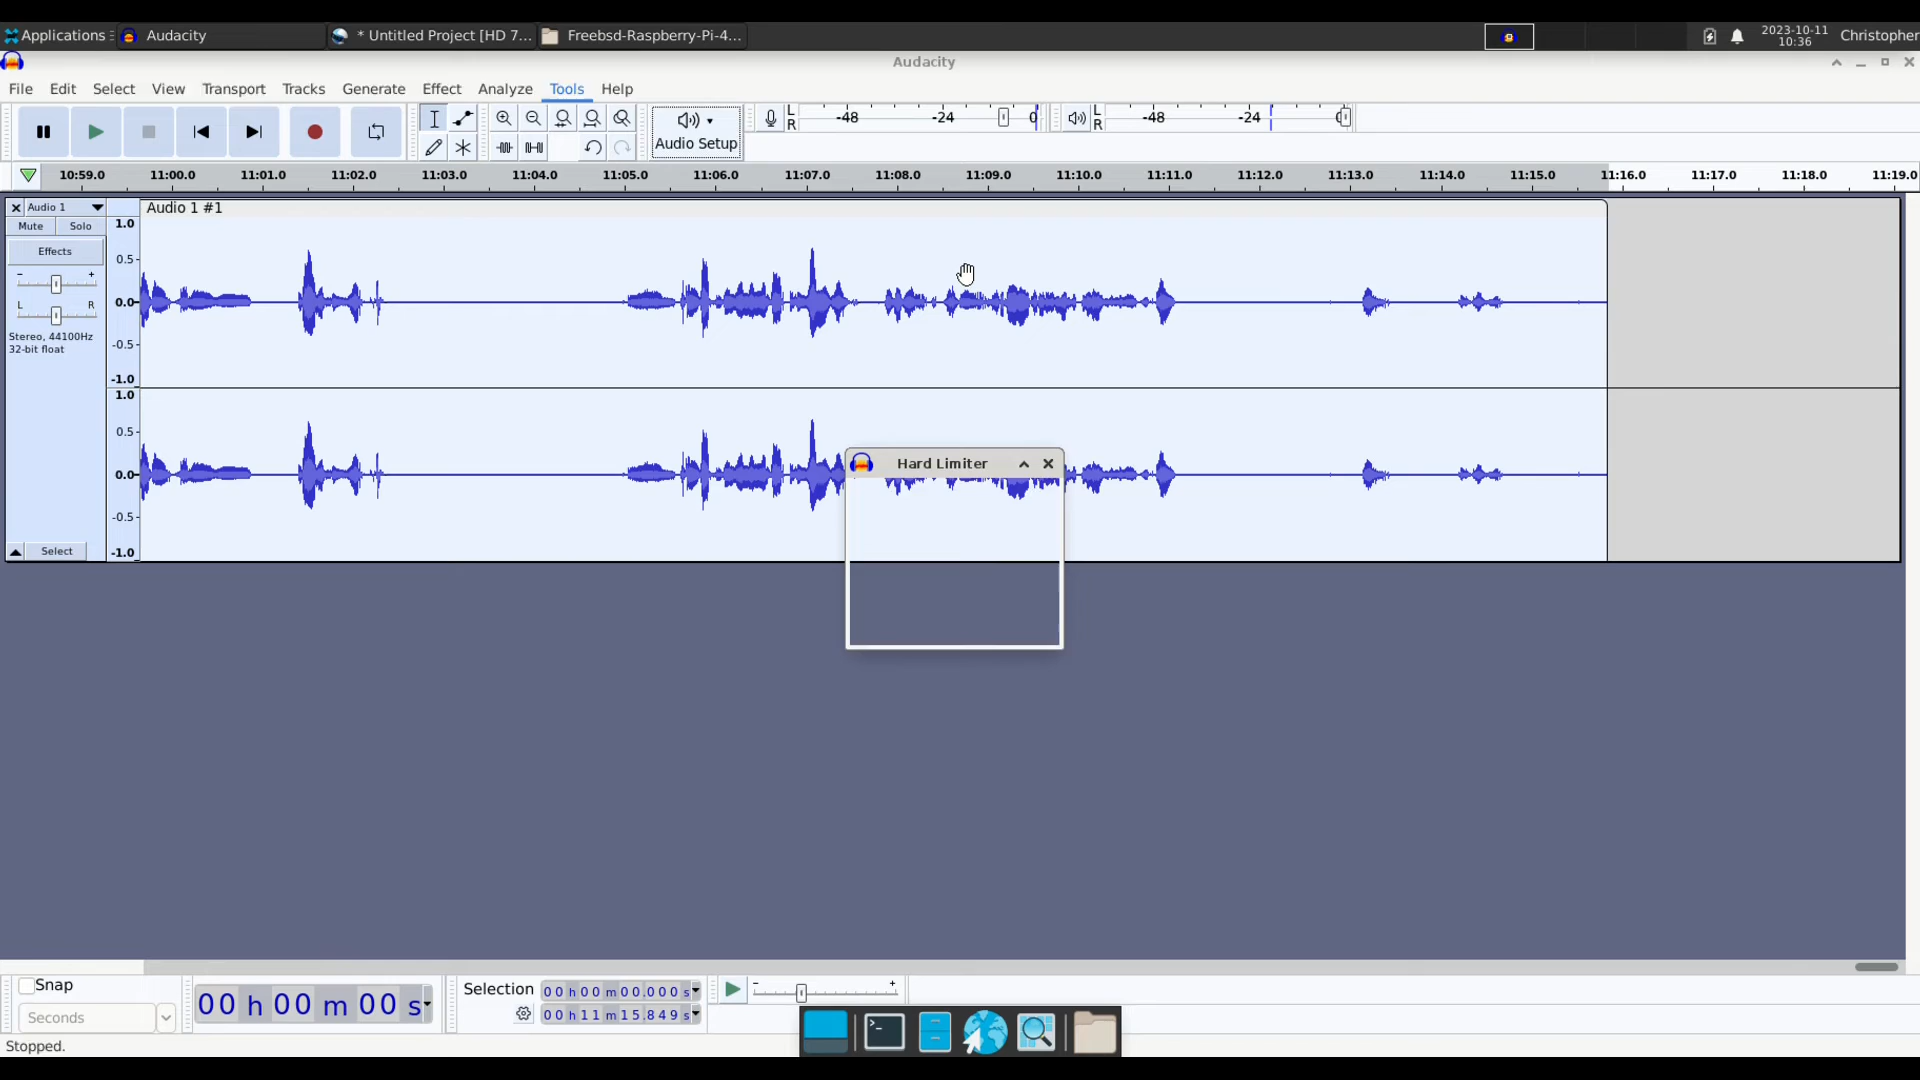 Applications Audacity * Untitled Project [HD 7... Freebsd-Raspberry-Pi-4... 2023-10-11
10:36 Christopher
Audacity
File Edit Select View Transport Tracks Generate Effect Analyze Tools Help
Audio Setup
L -48 -24 0 L -48 -24
R R
10:59.0 11:00.0 11:01.0 11:02.0 11:03.0 11:04.0 11:05.0 11:06.0 11:07.0 11:08.0 11:09.0 11:10.0 11:11.0 11:12.0 11:13.0 11:14.0 11:15.0 11:16.0 11:17.0 11:18.0 11:19.0
Audio 1 Audio 1 #1
Mute Solo 1.0
Effects 0.5
- + 0.0
L R
Stereo, 44100Hz -0.5
32-bit float
-1.0
1.0
0.5
Hard Limiter
0.0
-0.5
Select -1.0
Snap
Seconds
00 h 00 m 00 s
Selection 00 h 00 m 00.000 s
00 h 11 m 15.849 s
- +
Stopped.